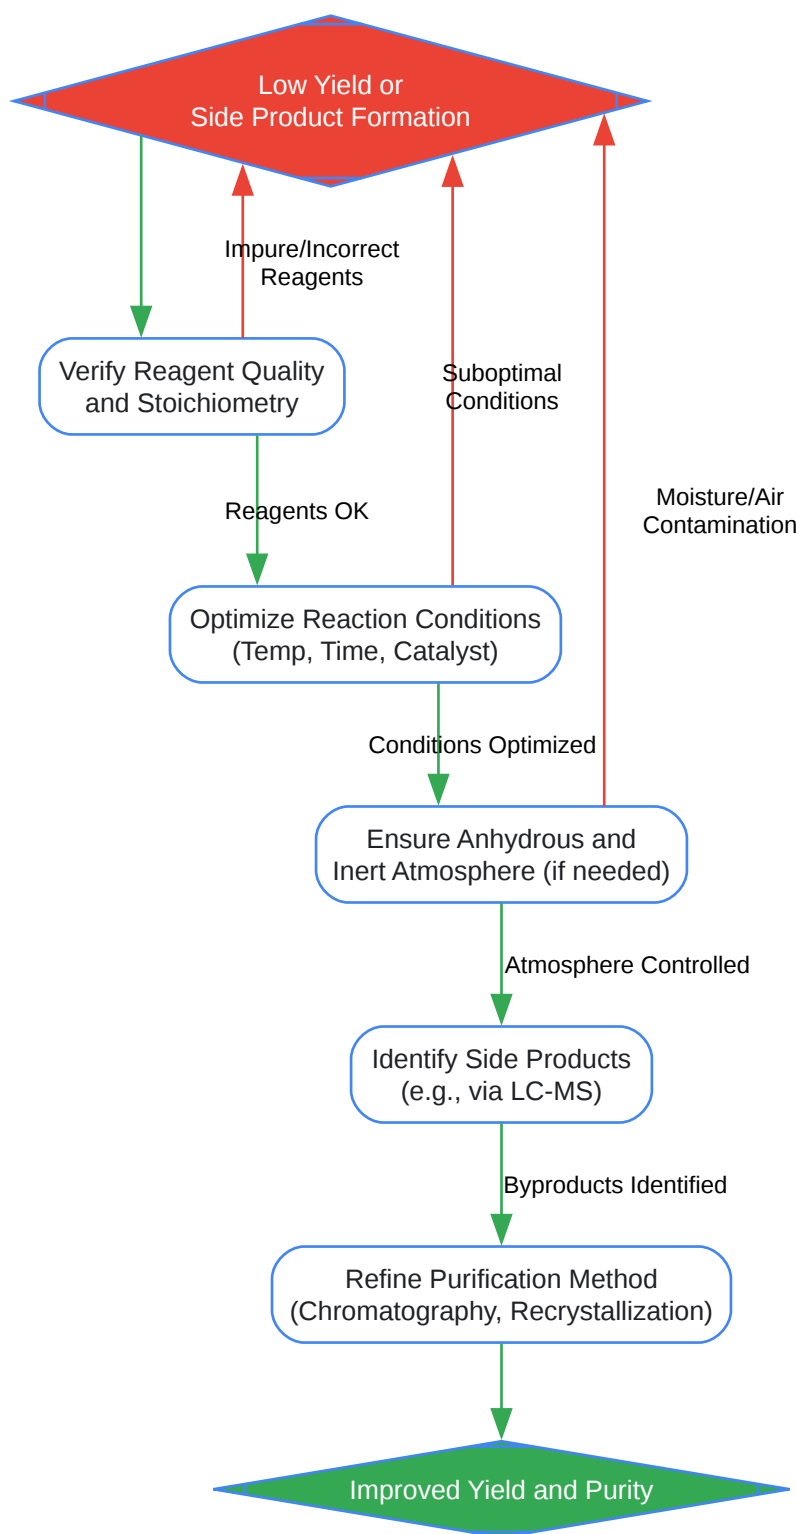 Low Yield or
Side Product Formation
Impure/Incorrect
Reagents
Verify Reagent Quality
and Stoichiometry
Suboptimal
Conditions
Moisture/Air
Contamination
Reagents OK
Optimize Reaction Conditions
(Temp, Time, Catalyst)
Conditions Optimized
Ensure Anhydrous and
Inert Atmosphere (if needed)
Atmosphere Controlled
Identify Side Products
(e.g., via LC-MS)
Byproducts Identified
Refine Purification Method
(Chromatography, Recrystallization)
Improved Yield and Purity